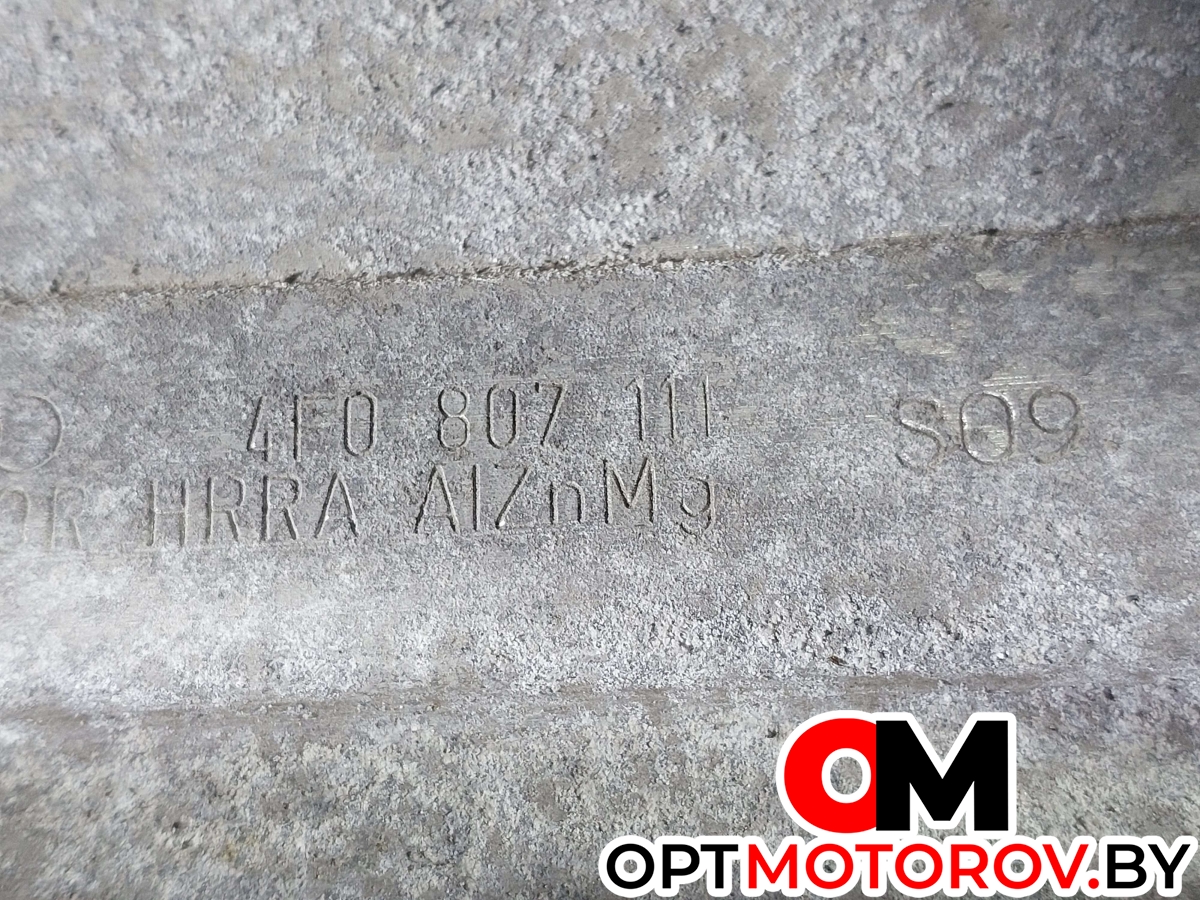 4F0 807 111 S09
HRRA AlZnMg
OM
OPTMOTOROV.BY